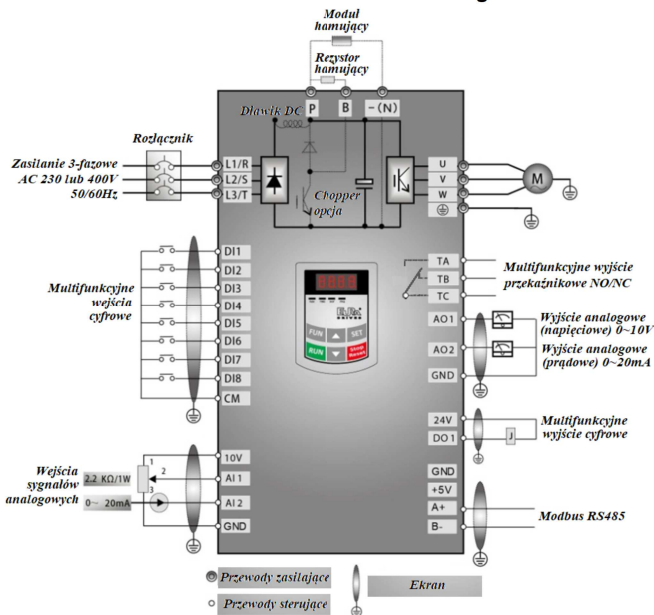 Moduł
hamujący
Rezystor
hamujący
Dławik DC
P
B
-(N)
Rozłącznik
Zasilanie 3-fazowe
AC 230 lub 400V
50/60Hz
L1/R
L2/S
L3/T
Chopper
opcja
U
V
W
M
Multifunkcyjne
wejścia
cyfrowe
DI1
DI2
DI3
DI4
DI5
DI6
DI7
DI8
CM
FUN
SET
RUN
Stop
Reset
TA
TB
TC
Multifunkcyjne wyjście
przekaźnikowe NO/NC
AO1
AO2
GND
Wyjście analogowe
(napięciowe) 0~10V
Wyjście analogowe
(prądowe) 0~20mA
24V
DO1
J
Multifunkcyjne
wyjście cyfrowe
Wejścia
sygnałów
analogowych
2.2 KΩ/1W
0~ 20mA
1
2
3
10V
AI1
AI2
GND
GND
+5V
A+
B-
Modbus RS485
Przewody zasilające
Przewody sterujące
Ekran